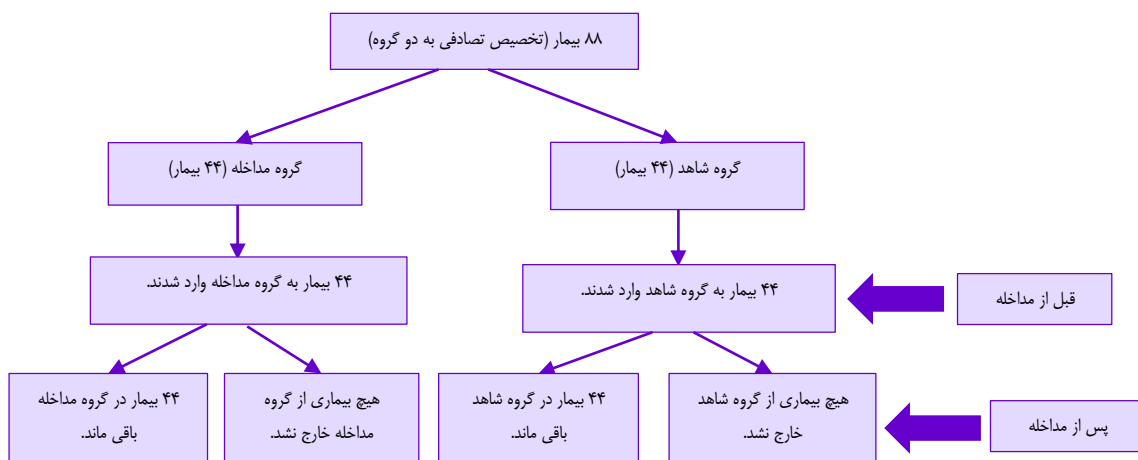 ۸۸ بیمار (تخصیص تصادفی به دو گروه)
گروه شاهد (۴۴ بیمار)
گروه مداخله (۴۴ بیمار)
۴۴ بیمار به گروه شاهد وارد شدند.
۴۴ بیمار به گروه مداخله وارد شدند.
قبل از مداخله
هیچ بیماری از گروه شاهد
خارج نشد.
۴۴ بیمار در گروه شاهد
باقی ماند.
هیچ بیماری از گروه
مداخله خارج نشد.
۴۴ بیمار در گروه مداخله
باقی ماند.
پس از مداخله